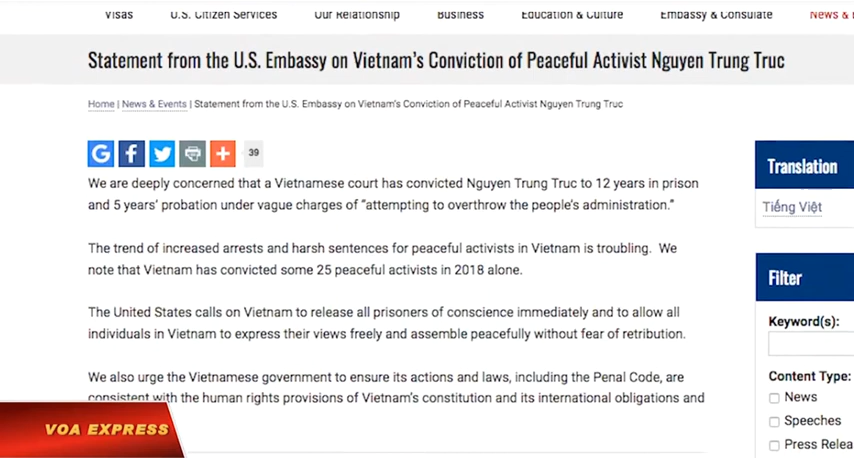 Visas U.S. Citizen Services Our Relationship Business Education & Culture Embassy & Consulate News &
Statement from the U.S. Embassy on Vietnam's Conviction of Peaceful Activist Nguyen Trung Truc
Home | News & Events | Statement from the U.S. Embassy on Vietnam's Conviction of Peaceful Activist Nguyen Trung Truc
39
We are deeply concerned that a Vietnamese court has convicted Nguyen Trung Truc to 12 years in prison
and 5 years' probation under vague charges of “attempting to overthrow the people's administration.”
The trend of increased arrests and harsh sentences for peaceful activists in Vietnam is troubling. We
note that Vietnam has convicted some 25 peaceful activists in 2018 alone.
The United States calls on Vietnam to release all prisoners of conscience immediately and to allow all
individuals in Vietnam to express their views freely and assemble peacefully without fear of retribution.
We also urge the Vietnamese government to ensure its actions and laws, including the Penal Code, are
consistent with the human rights provisions of Vietnam's constitution and its international obligations and
Translation
Tiếng Việt
Filter
Keyword(s):
Content Type:
News
Speeches
Press Relea
VOA EXPRESS